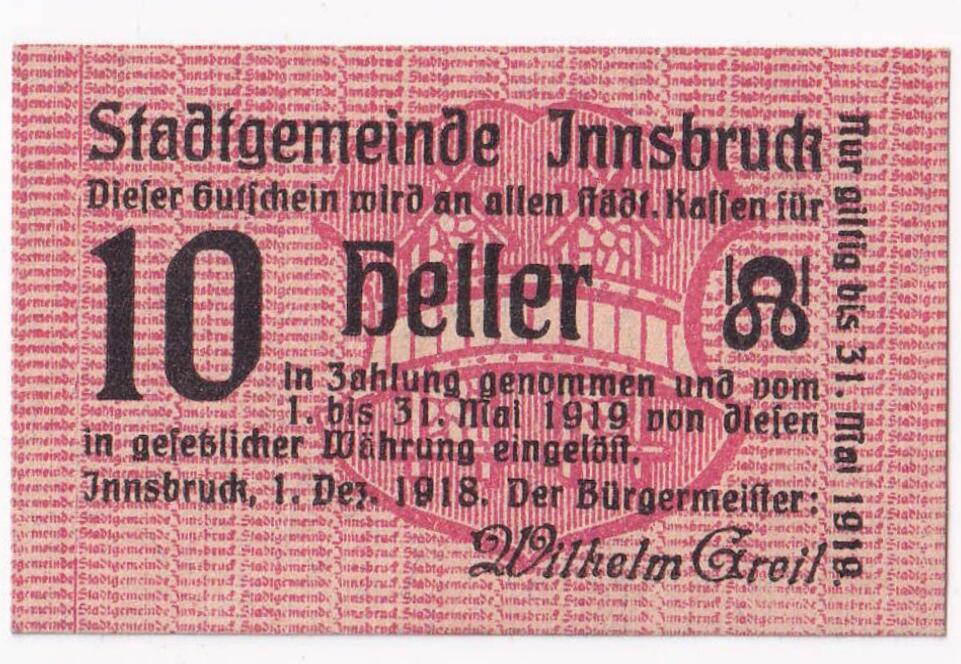 Stadtgemeinde Innsbruck
Dieser Gutschein wird an allen städt. Kassen für
10 Heller
in Zahlung genommen und vom
1. bis 31. Mai 1919 von diesen
in gesetzlicher Währung eingelöst.
Innsbruck, 1. Dez. 1918. Der Bürgermeister:
Wilhelm Greil
Nur giltig bis 31. Mai 1919.